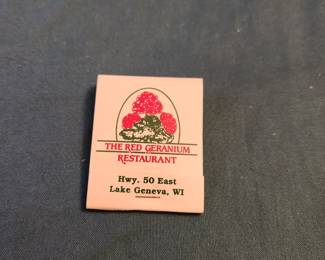 THE RED GERANIUM
RESTAURANT
Hwy. 50 East
Lake Geneva, WI